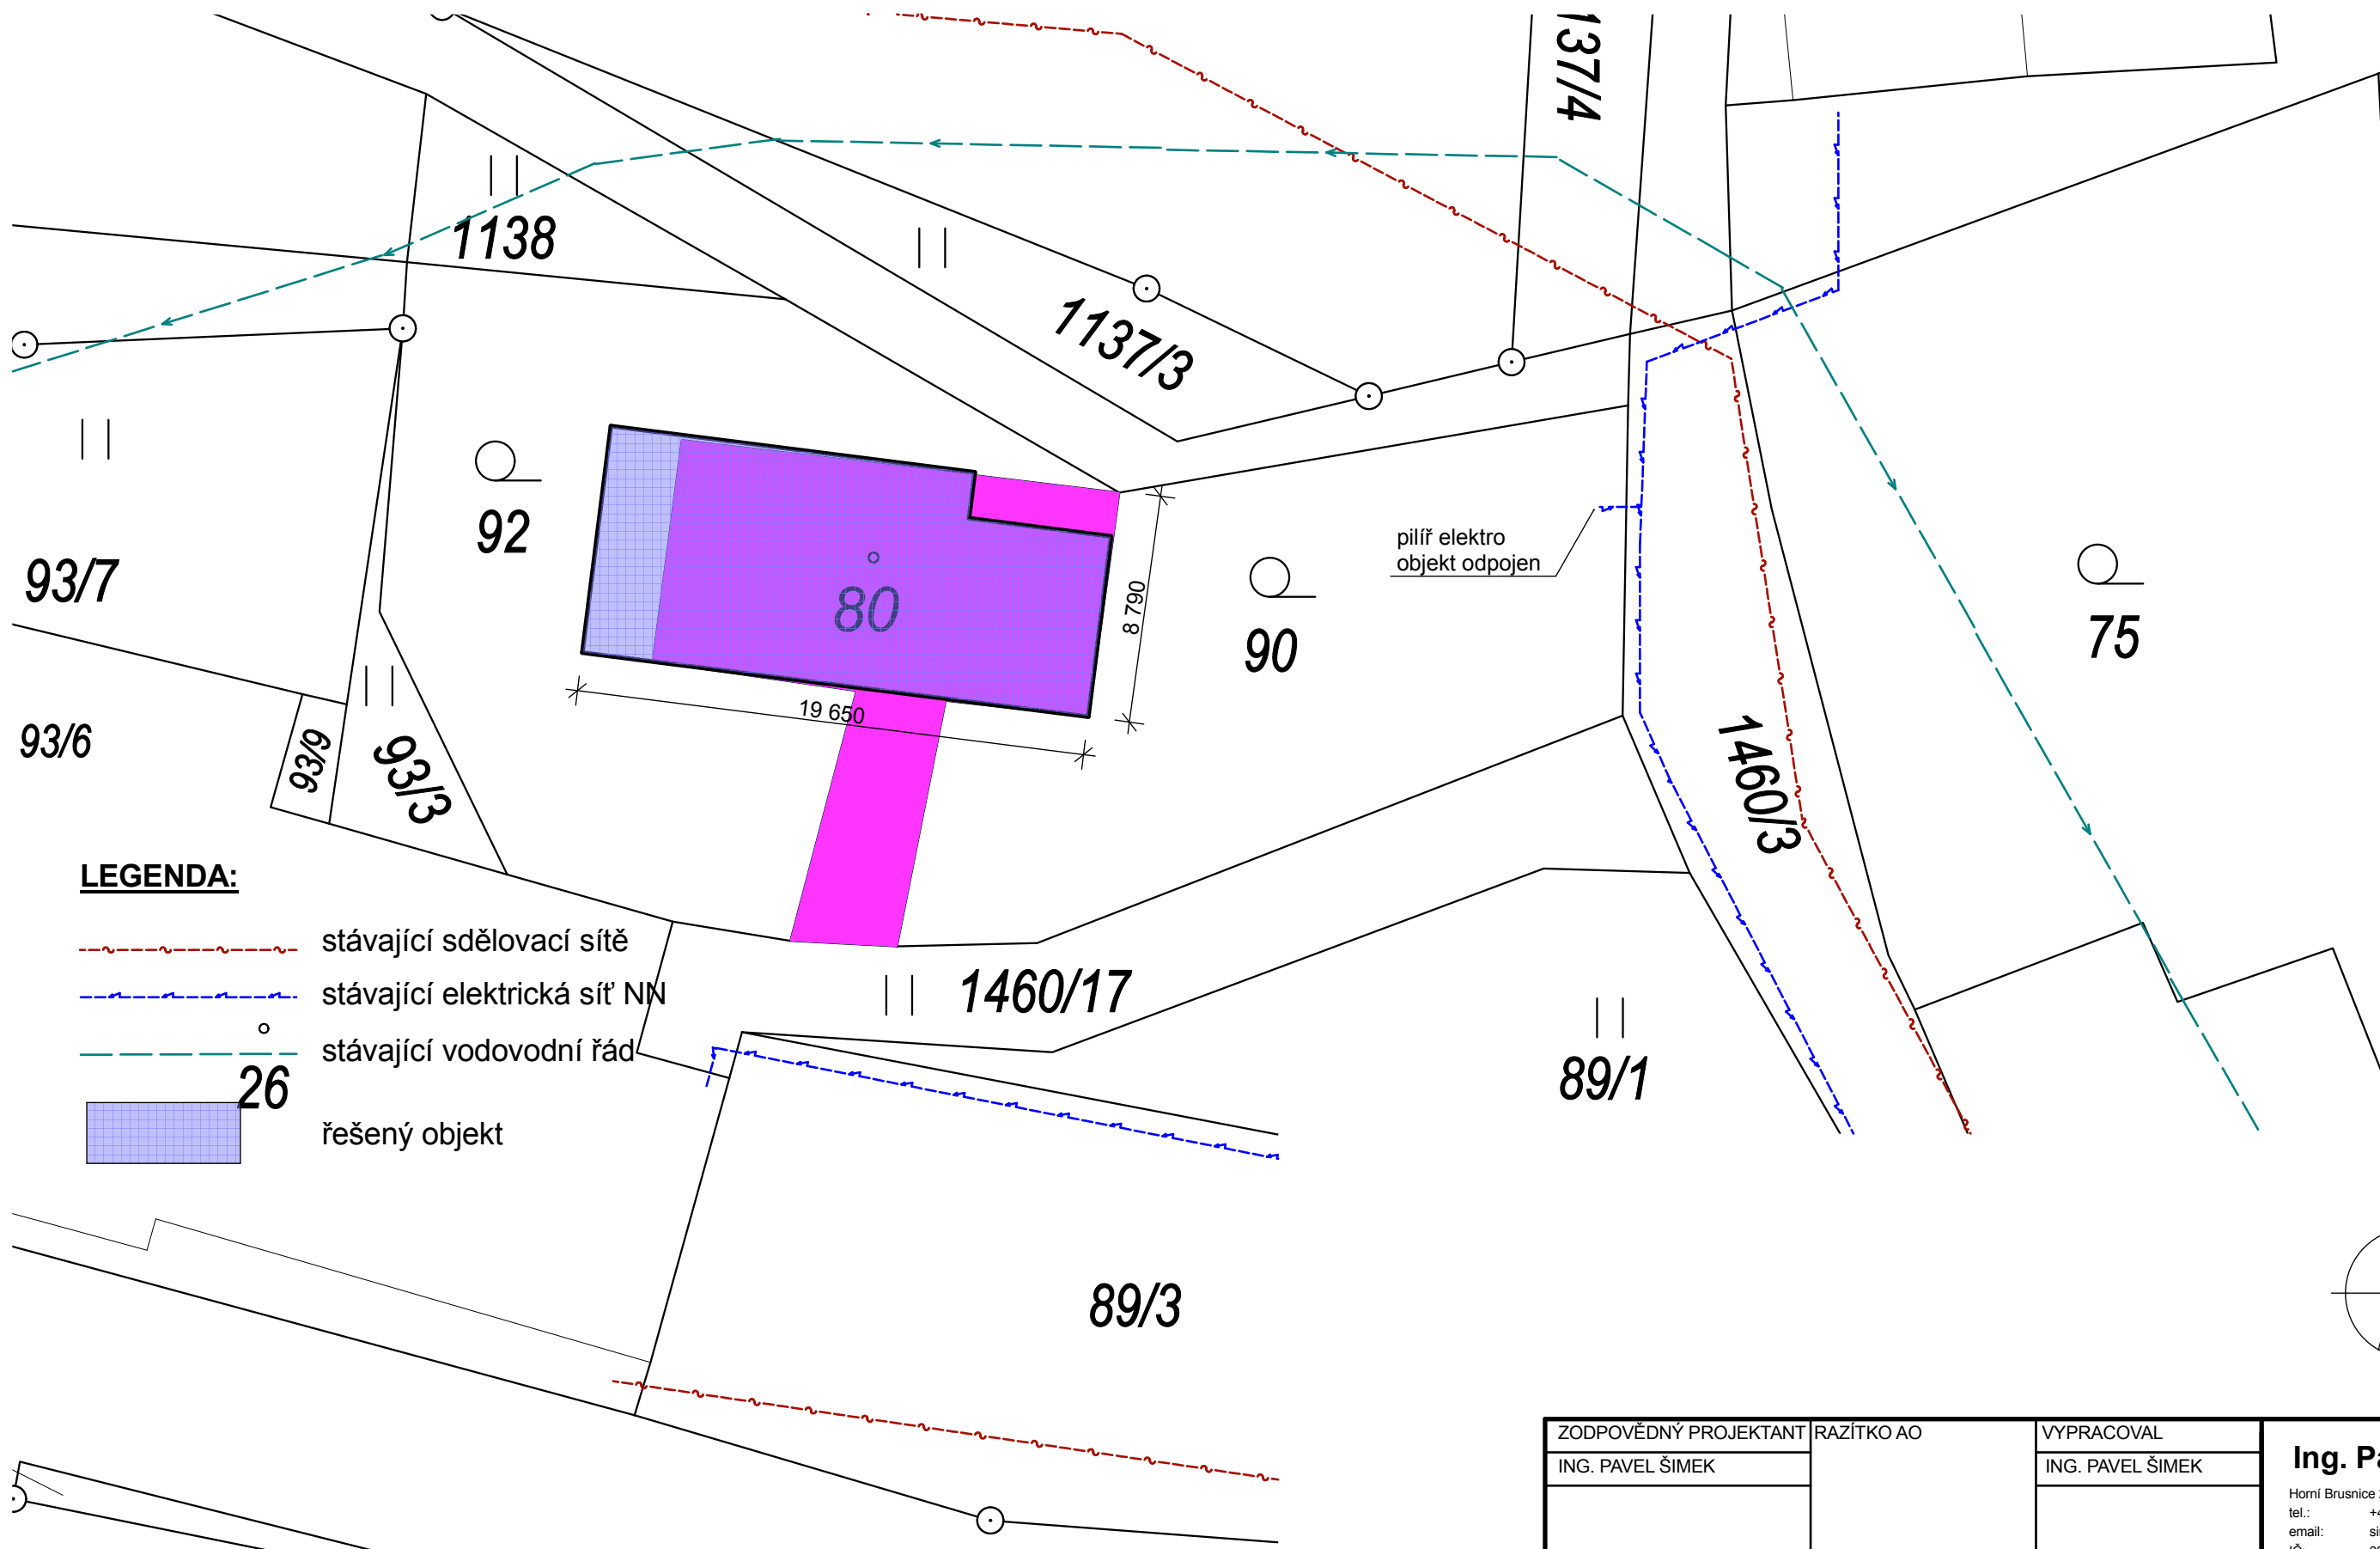 1137/4
1138
1137/3
92
93/7
80
8 790
pilíř elektro
objekt odpojen
90
75
19 650
93/6
93/9
93/3
1460/3
LEGENDA:
stávající sdělovací sítě
stávající elektrická síť NN
stávající vodovodní řád
26
řešený objekt
1460/17
89/1
89/3
ZODPOVĚDNÝ PROJEKTANT
RAZÍTKO AO
VYPRACOVAL
ING. PAVEL ŠIMEK
ING. PAVEL ŠIMEK
Ing. Pa
Horní Brusnice
tel.:
email: